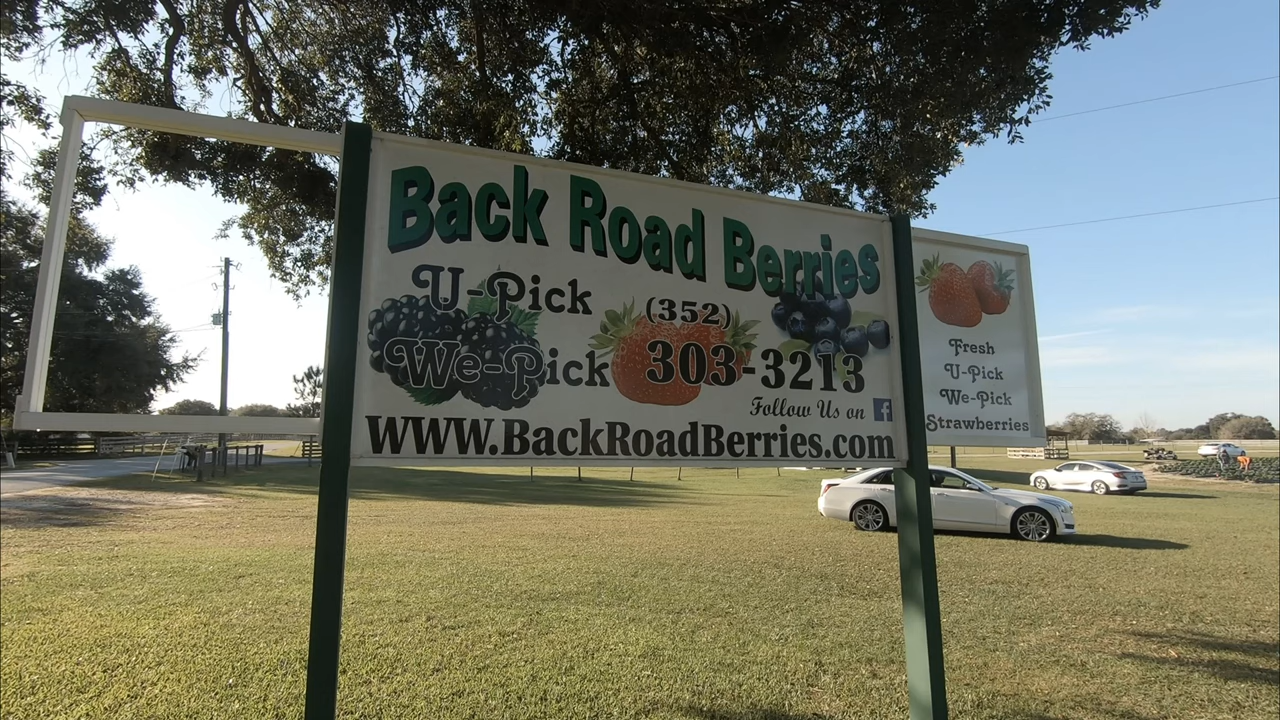 Back Road Berries
U-Pick
(352)
We-Pick
303-3213
Follow Us on f
WWW.BackRoadBerries.com
Fresh
U-Pick
We-Pick
Strawberries